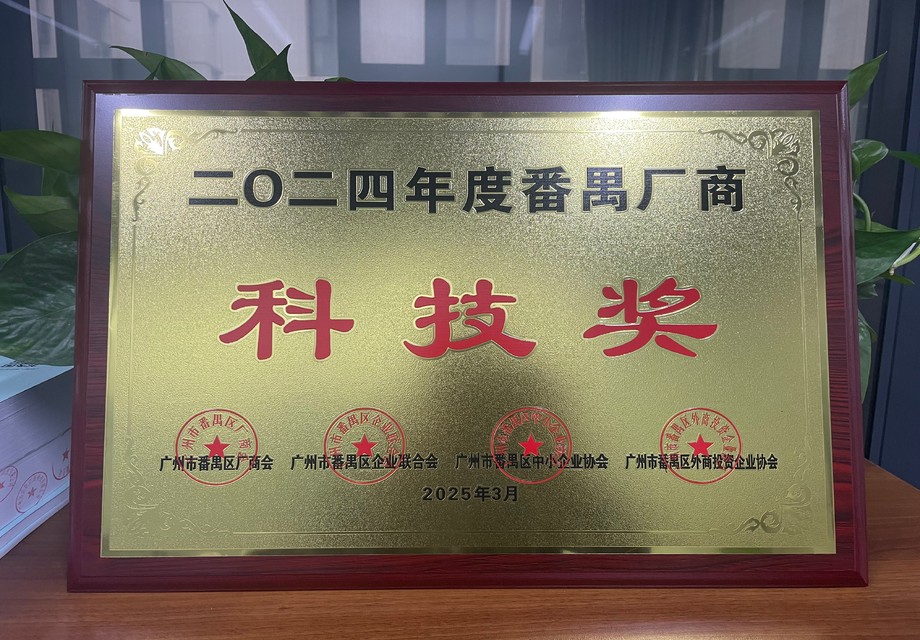 二O二四年度番禺厂商
科技奖
广州市番禺区厂商会 广州市番禺区企业联合会 广州市番禺区中小企业协会 广州市番禺区外商投资企业协会
2025年3月